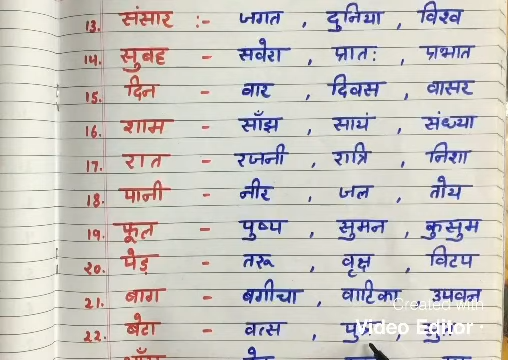 13. संसार :- जगत , दुनिया , विश्व
14. सुबह - सवेरा , प्रातः , प्रभात
15. दिन - वार , दिवस , वासर
16. शाम - साँझ , सायं , संध्या
17. रात - रजनी , रात्रि , निशा
18. पानी - नीर , जल , तोय
19. फूल - पुष्प , सुमन , कुसुम
20. पेड़ - तरू , वृक्ष , विटप
21. बाग - बगीचा , वाटिका , उपवन
Created with
22. बेटा - वत्स , पुत्र ,
Video Editor